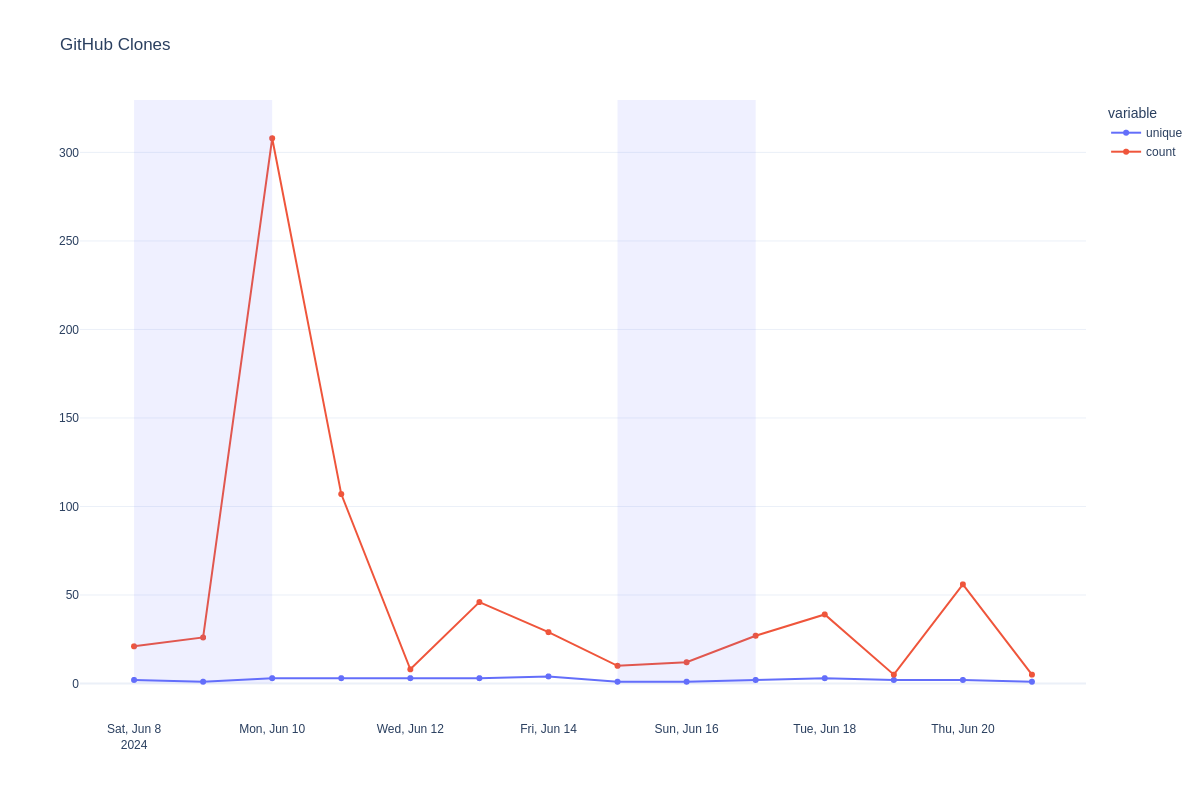 GitHub Clones
variable
unique
count
300
250
200
150
100
50
0
Sat, Jun 8
2024
Mon, Jun 10
Wed, Jun 12
Fri, Jun 14
Sun, Jun 16
Tue, Jun 18
Thu, Jun 20